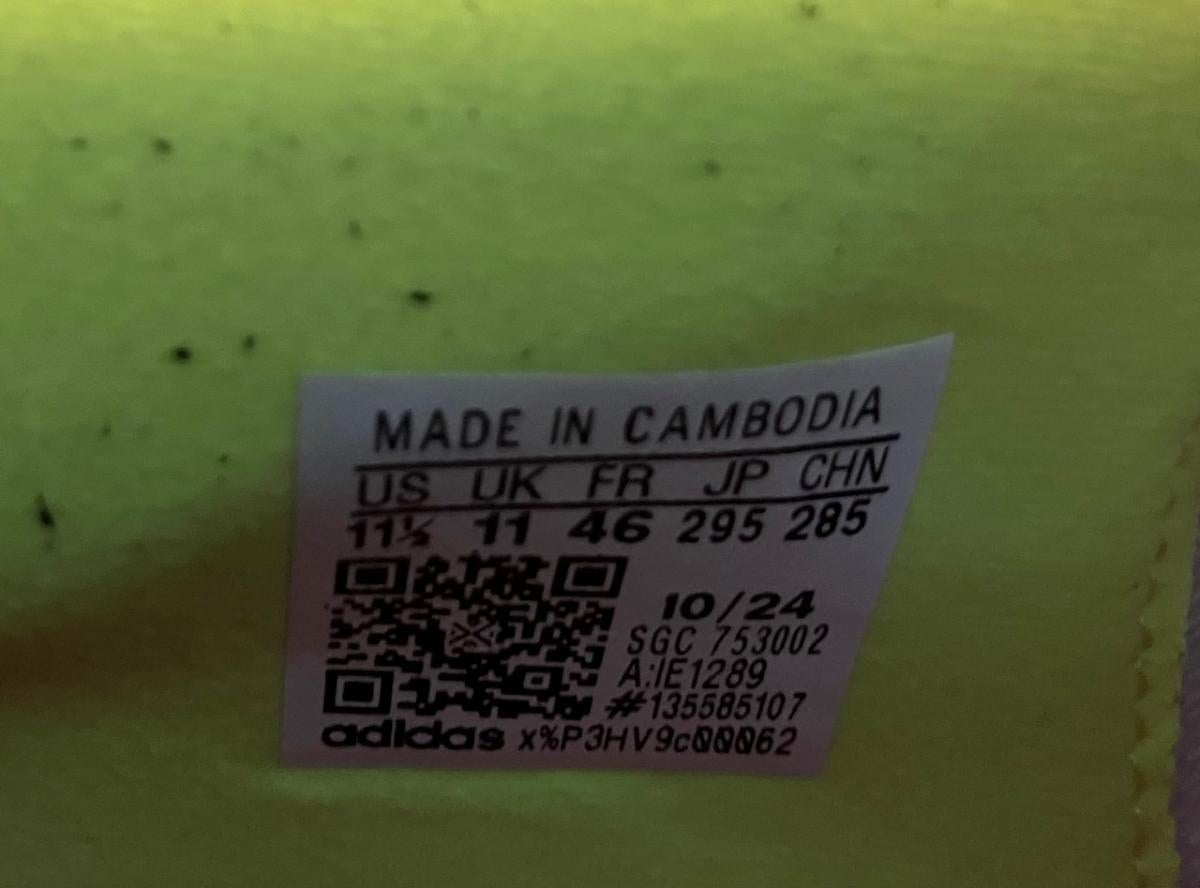 MADE IN CAMBODIA
US UK FR JP CHN
11½ 11 46 295 285
10/24
SGC 753002
A:IE1289
#135585107
adidas x%P3HV9c00062